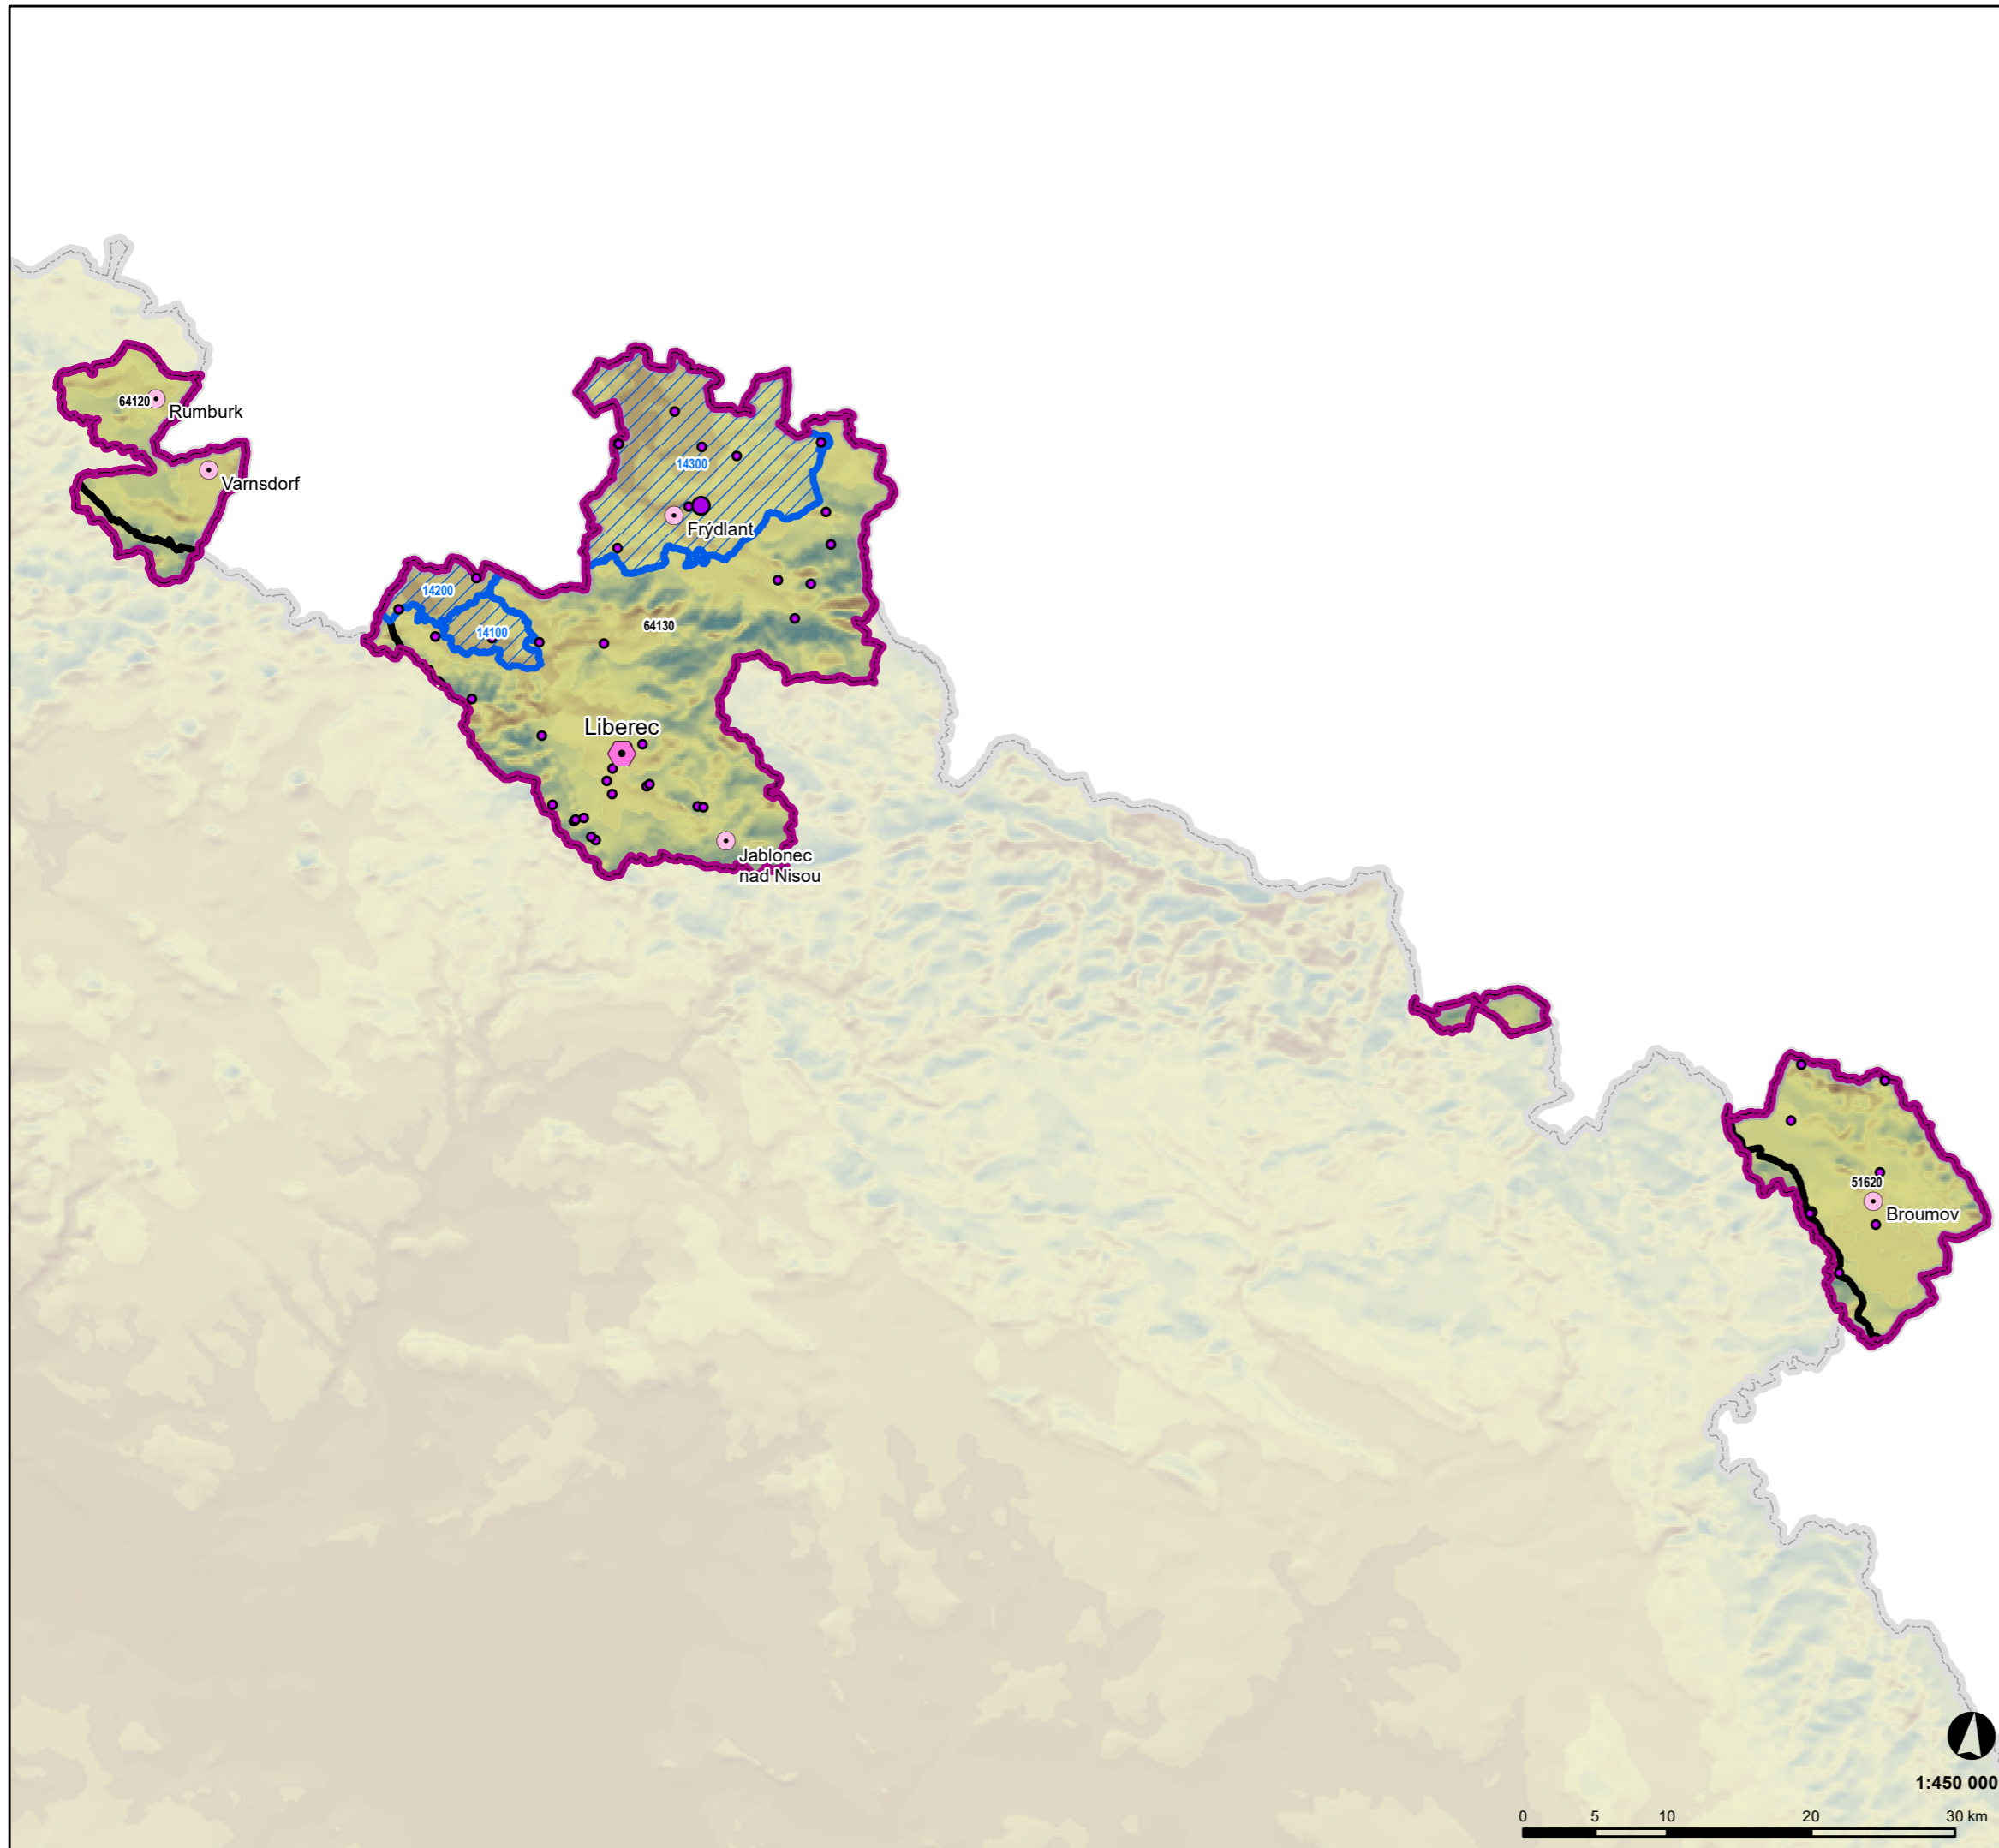 64120
Rumburk
Varnsdorf
14300
Frýdlant
14200
14100
64130
Liberec
Jablonec
nad Nisou
51620
Broumov
1:450 000
0 5 10 20 30 km